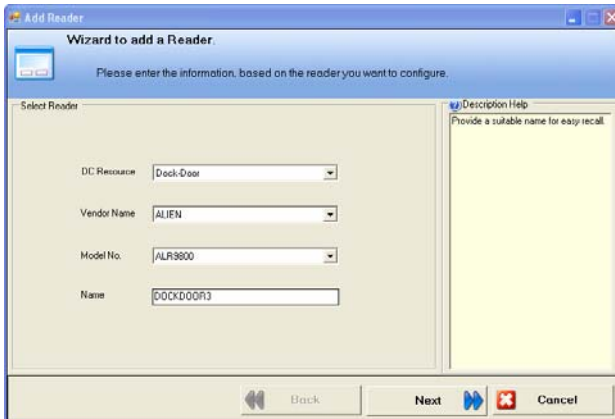 Add Reader
Wizard to add a Reader.
Please enter the information, based on the reader you want to configure.
Select Reader
Description Help
Provide a suitable name for easy recall.
DC Resource
Dock-Door
Vendor Name
ALIEN
Model No.
ALR9800
Name
DOCKDOOR3
Back
Next
Cancel